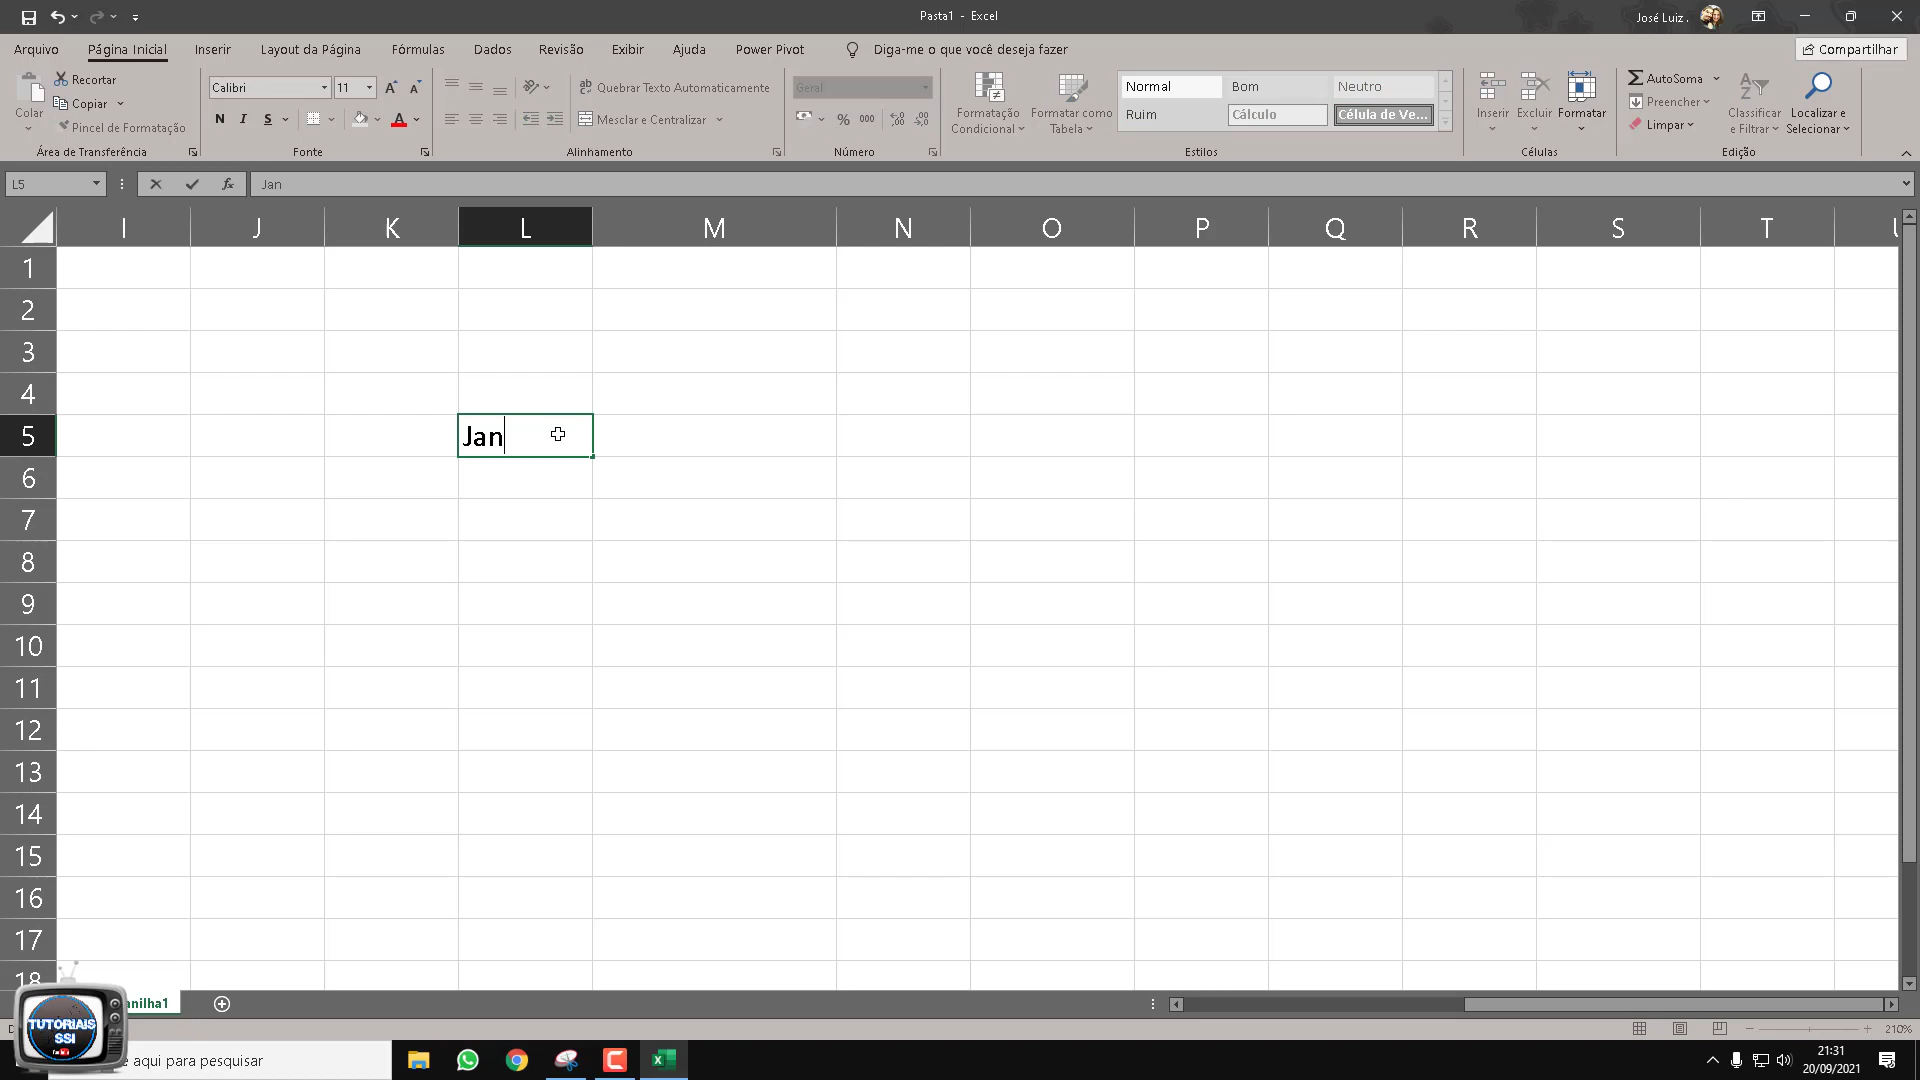 Pasta1 - Excel
José Luiz .
Arquivo
Página Inicial
Inserir
Layout da Página
Fórmulas
Dados
Revisão
Exibir
Ajuda
Power Pivot
Diga-me o que você deseja fazer
Compartilhar
Colar
Recortar
Copiar
Pincel de Formatação
Área de Transferência
Calibri
11
N I S
Fonte
Quebrar Texto Automaticamente
Mesclar e Centralizar
Alinhamento
Geral
% 000
Número
Formatação
Condicional
Formatar como
Tabela
Normal
Bom
Neutro
Ruim
Cálculo
Célula de Ve...
Estilos
Inserir
Excluir
Formatar
Células
AutoSoma
Preencher
Limpar
Classificar
e Filtrar
Localizar e
Selecionar
Edição
L5
fx
Jan
I J K L M N O P Q R S T
1
2
3
4
5 Jan
6
7
8
9
10
11
12
13
14
15
16
17
18
anilha1
210%
TUTORIAIS
SSI
aqui para pesquisar
21:31
20/09/2021